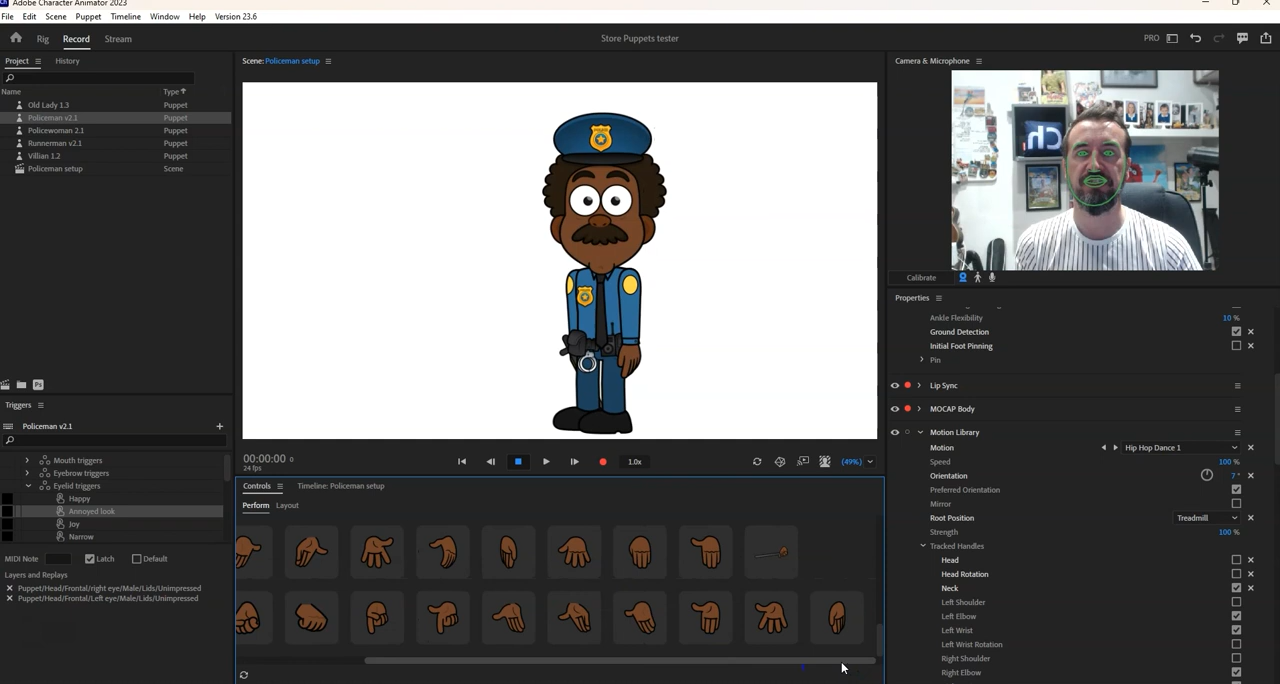 Adobe Character Animator 2023
File Edit Scene Puppet Timeline Window Help Version 23.6
Rig Record Stream
Store Puppets tester
PRO
Project
History
Name Type
Old Lady 1.3 Puppet
Policeman v2.1 Puppet
Policewoman 2.1 Puppet
Runnerman v2.1 Puppet
Villian 1.2 Puppet
Policeman setup Scene
Ps
Triggers
Policeman v2.1
Mouth triggers
Eyebrow triggers
Eyelid triggers
Happy
Annoyed look
Joy
Narrow
MIDI Note Latch Default
Layers and Replays
Puppet/Head/Frontal/right eye/Male/Lids/Unimpressed
Puppet/Head/Frontal/Left eye/Male/Lids/Unimpressed
Scene: Policeman setup
00:00:00 0
24 fps
1.0x
(49%)
Controls
Timeline: Policeman setup
Perform Layout
Camera & Microphone
Ch
Calibrate
Properties
Ankle Flexibility 10 %
Ground Detection
Initial Foot Pinning
Pin
Lip Sync
MOCAP Body
Motion Library
Motion Hip Hop Dance 1
Speed 100 %
Orientation 7 °
Preferred Orientation
Mirror
Root Position Treadmill
Strength 100 %
Tracked Handles
Head
Head Rotation
Neck
Left Shoulder
Left Elbow
Left Wrist
Left Wrist Rotation
Right Shoulder
Right Elbow